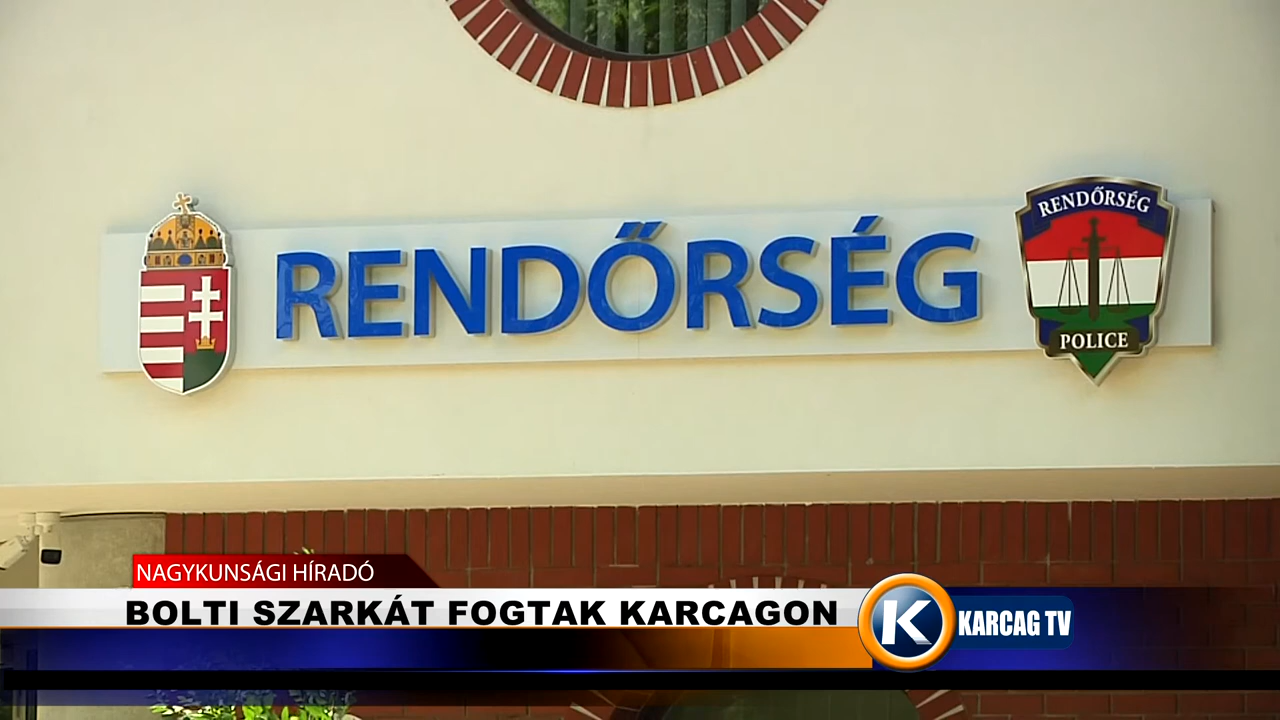 RENDŐRSÉG
RENDŐRSÉG
POLICE
NAGYKUNSÁGI HÍRADÓ
BOLTI SZARKÁT FOGTAK KARCAGON
K KARCAG TV